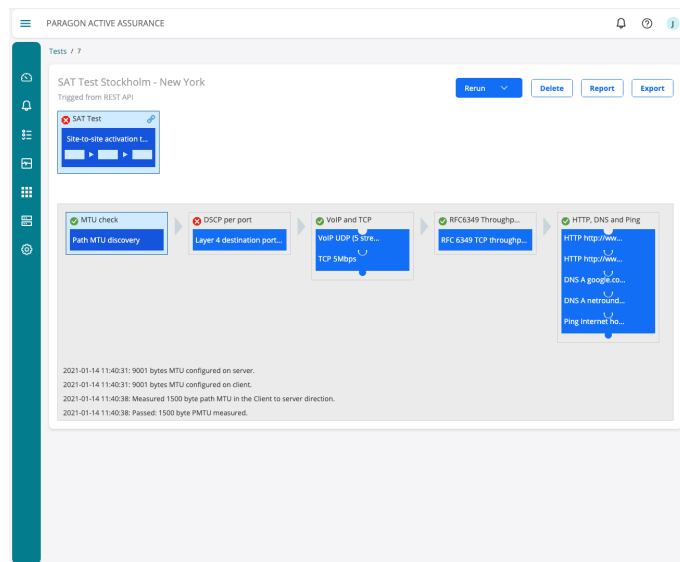 PARAGON ACTIVE ASSURANCE
J
Tests / 7
SAT Test Stockholm - New York
Trigged from REST API
Rerun
Delete
Report
Export
SAT Test
Site-to-site activation t...
MTU check
Path MTU discovery
DSCP per port
Layer 4 destination port...
VoIP and TCP
VoIP UDP (5 stre...
TCP 5Mbps
RFC6349 Throughp...
RFC 6349 TCP throughp...
HTTP, DNS and Ping
HTTP http://ww...
HTTP http://ww...
DNS A google.co...
DNS A netround...
Ping Internet ho...
2021-01-14 11:40:31: 9001 bytes MTU configured on server.
2021-01-14 11:40:31: 9001 bytes MTU configured on client.
2021-01-14 11:40:38: Measured 1500 byte path MTU in the Client to server direction.
2021-01-14 11:40:38: Passed: 1500 byte PMTU measured.